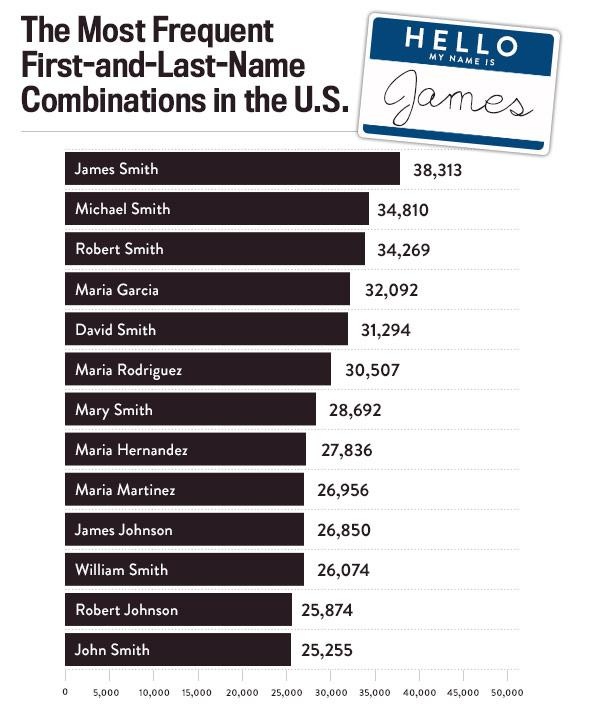 The Most Frequent
First-and-Last-Name
Combinations in the U.S.
HELLO
MY NAME IS
James
James Smith 38,313
Michael Smith 34,810
Robert Smith 34,269
Maria Garcia 32,092
David Smith 31,294
Maria Rodriguez 30,507
Mary Smith 28,692
Maria Hernandez 27,836
Maria Martinez 26,956
James Johnson 26,850
William Smith 26,074
Robert Johnson 25,874
John Smith 25,255
0 5,000 10,000 15,000 20,000 25,000 30,000 35,000 40,000 45,000 50,000